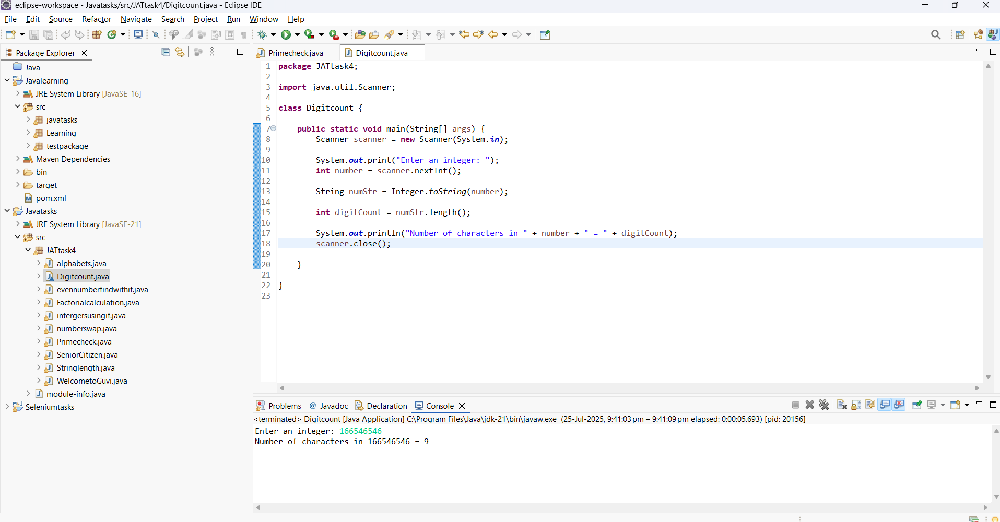 eclipse-workspace - Javatasks/src/JATtask4/Digitcount.java - Eclipse IDE
File Edit Source Refactor Navigate Search Project Run Window Help
Package Explorer
Java
Javalearning
JRE System Library [JavaSE-16]
src
javatasks
Learning
testpackage
Maven Dependencies
bin
target
pom.xml
Javatasks
JRE System Library [JavaSE-21]
src
JATtask4
alphabets.java
Digitcount.java
evennumberfindwithif.java
Factorialcalculation.java
intergersusingif.java
numberswap.java
Primecheck.java
SeniorCitizen.java
Stringlength.java
WelcometoGuvi.java
module-info.java
Seleniumtasks
Primecheck.java Digitcount.java
1 package JATtask4;
2
3 import java.util.Scanner;
4
5 class Digitcount {
6
7 public static void main(String[] args) {
8 Scanner scanner = new Scanner(System.in);
9
10 System.out.print("Enter an integer: ");
11 int number = scanner.nextInt();
12
13 String numStr = Integer.toString(number);
14
15 int digitCount = numStr.length();
16
17 System.out.println("Number of characters in " + number + " = " + digitCount);
18 scanner.close();
19
20 }
21
22 }
23
Problems @ Javadoc Declaration Console
<terminated> Digitcount [Java Application] C:\Program Files\Java\jdk-21\bin\javaw.exe (25-Jul-2025, 9:41:03 pm – 9:41:09 pm elapsed: 0:00:05.693) [pid: 20156]
Enter an integer: 166546546
Number of characters in 166546546 = 9